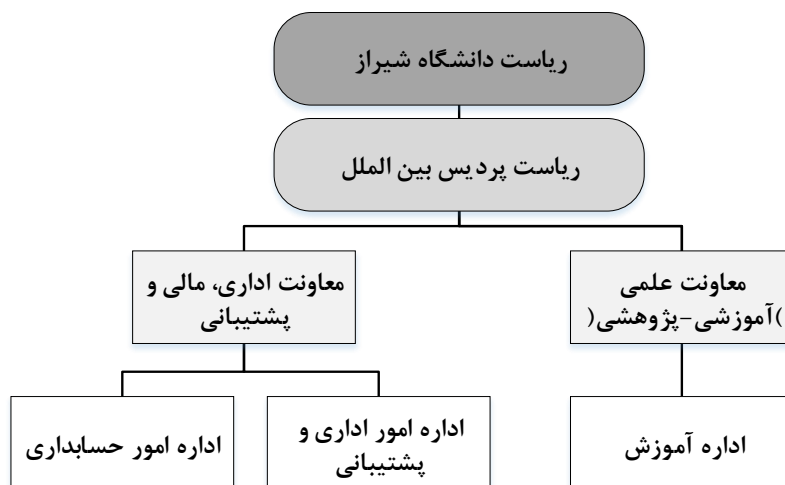 ریاست دانشگاه شیراز
ریاست پردیس بین الملل
معاونت علمی
)آموزشی-پژوهشی(
معاونت اداری، مالی و
پشتیبانی
اداره آموزش
اداره امور اداری و
پشتیبانی
اداره امور حسابداری